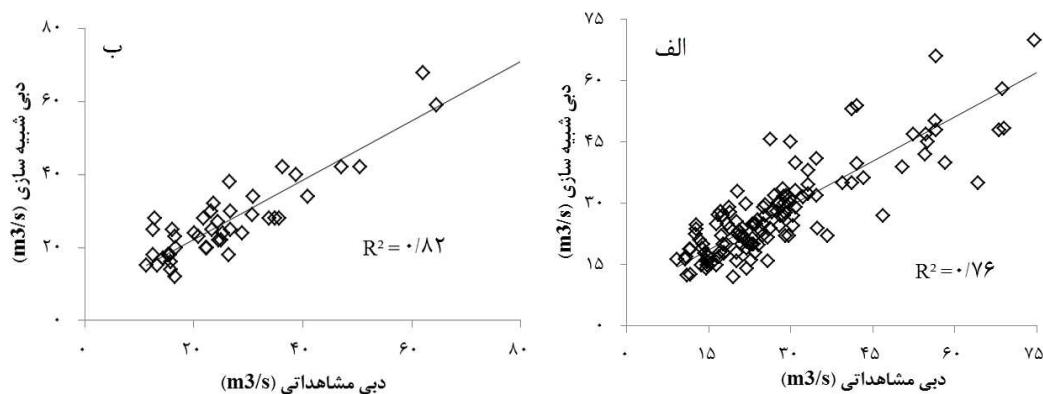 الف
دبی شبیه سازی (m3/s)
۷۵
۶۰
۴۵
۳۰
۱۵
۰
R² = ۰/۷۶
۰ ۱۵ ۳۰ ۴۵ ۶۰ ۷۵
دبی مشاهداتی (m3/s)
ب
دبی شبیه سازی (m3/s)
۸۰
۶۰
۴۰
۲۰
۰
R² = ۰/۸۲
۰ ۲۰ ۴۰ ۶۰ ۸۰
دبی مشاهداتی (m3/s)